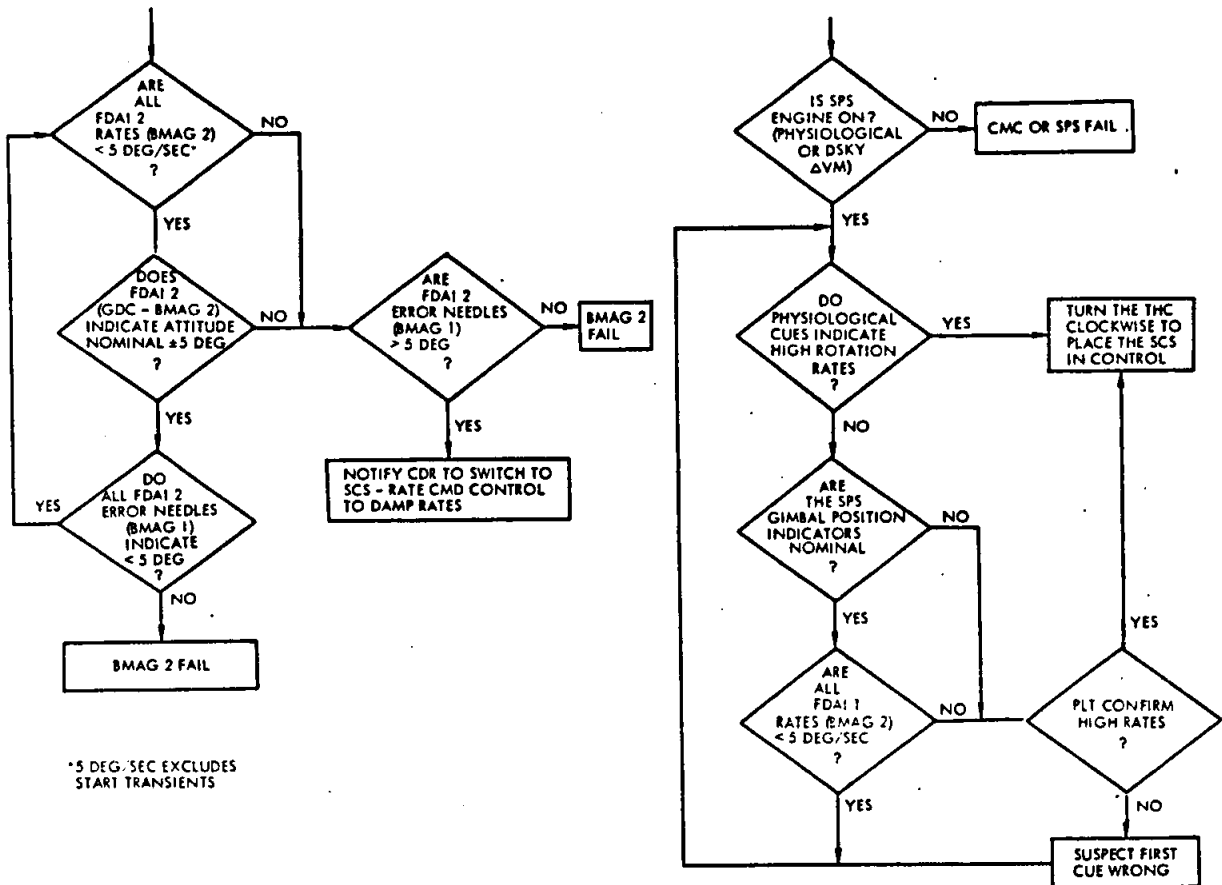 ARE
ALL
FDAI 2
RATES (BMAG 2)
< 5 DEG/SEC*
?
NO
YES
DOES
FDAI 2
(GDC - BMAG 2)
INDICATE ATTITUDE
NOMINAL ±5 DEG
?
NO
YES
ARE
FDAI 2
ERROR NEEDLES
(BMAG 1)
> 5 DEG
?
NO
BMAG 2
FAIL
YES
NOTIFY CDR TO SWITCH TO
SCS - RATE CMD CONTROL
TO DAMP RATES
DO
ALL FDAI 2
ERROR NEEDLES
(BMAG 1)
INDICATE
< 5 DEG
?
YES
NO
BMAG 2 FAIL
*5 DEG/SEC EXCLUDES
START TRANSIENTS
IS SPS
ENGINE ON?
(PHYSIOLOGICAL
OR DSKY
ΔVM)
NO
CMC OR SPS FAIL
YES
DO
PHYSIOLOGICAL
CUES INDICATE
HIGH ROTATION
RATES
?
YES
TURN THE THC
CLOCKWISE TO
PLACE THE SCS
IN CONTROL
NO
ARE
THE SPS
GIMBAL POSITION
INDICATORS
NOMINAL
?
NO
YES
ARE
ALL
FDAI 1
RATES (BMAG 2)
< 5 DEG/SEC
?
NO
YES
PLT CONFIRM
HIGH RATES
?
YES
NO
SUSPECT FIRST
CUE WRONG